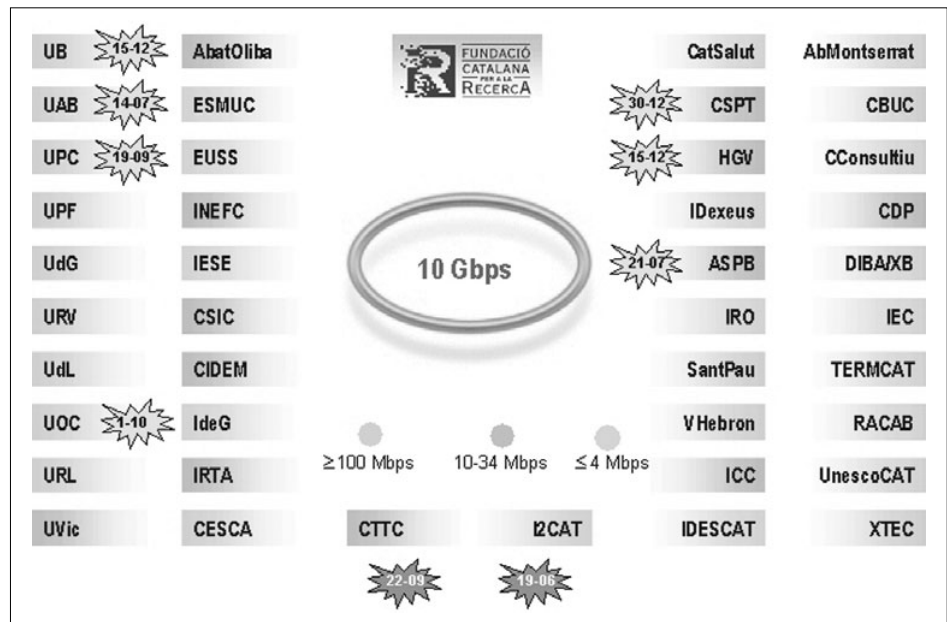 UB 15-12 AbatOliba
FUNDACIÓ
CATALANA
PER A LA
RECERCA
CatSalut AbMontserrat
UAB 14-07 ESMUC
30-12 CSPT CBUC
UPC 19-09 EUSS
15-12 HGV CConsultiu
UPF INEFC
IDexeus CDP
UdG IESE
10 Gbps
21-07 ASPB DIBA/XB
URV CSIC
IRO IEC
UdL CIDEM
SantPau TERMCAT
UOC 1-10 IdeG
VHebron RACAB
≥100 Mbps 10-34 Mbps ≤4 Mbps
URL IRTA
ICC UnescoCAT
UVic CESCA CTTC I2CAT IDESCAT XTEC
22-09 19-06